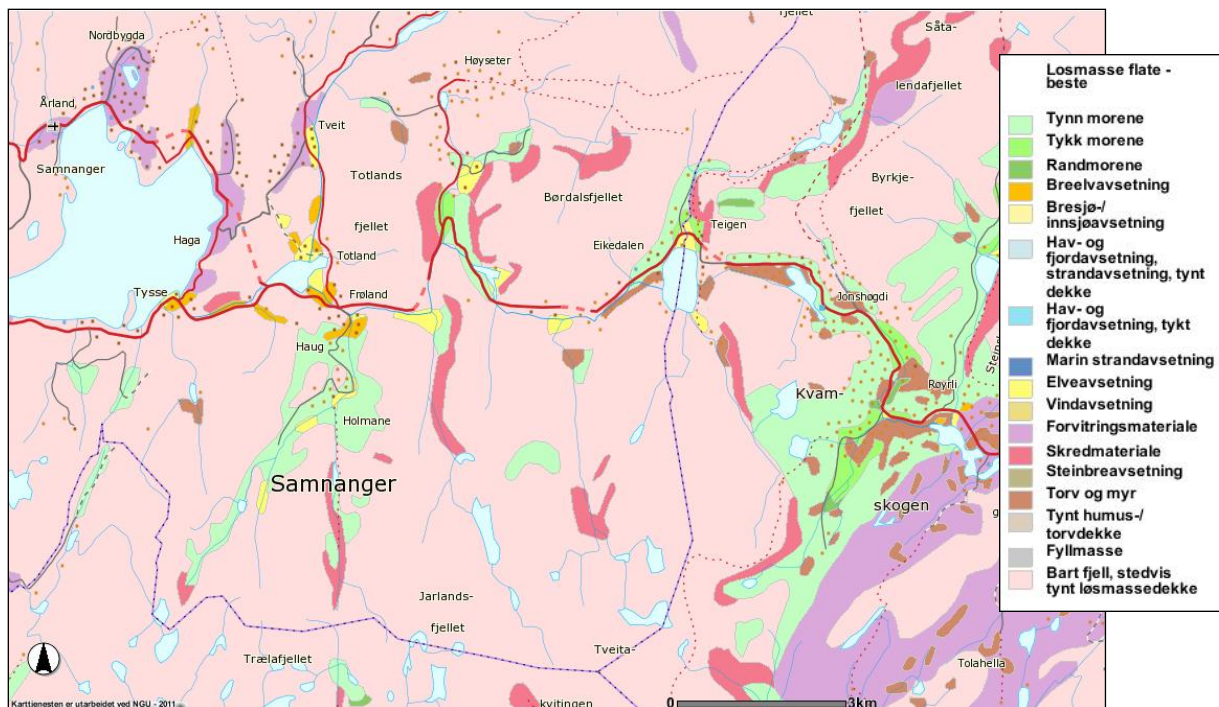 fjellet
Såta-
Nordbygda
Høyseter
Iendafjellet
Årland,
Tveit
Samnanger
Totlands
fjellet
Børdalsfjellet
Byrkje-
fjellet
Teigen
Haga
Eikedalen
Totland
Tysse
Frøland
Jonshøgdi
Haug
Røyrli
Kvam-
Holmane
Samnanger
skogen
Jarlands-
fjellet
Trælafjellet
Tveita-
Tolahella
kvitingen
0 3km
Karttjenesten er utarbeidet ved NGU - 2011
Losmasse flate -
beste
Tynn morene
Tykk morene
Randmorene
Breelvavsetning
Bresjø-/
innsjøavsetning
Hav- og
fjordavsetning,
strandavsetning, tynt
dekke
Hav- og
fjordavsetning, tykt
dekke
Marin strandavsetning
Elveavsetning
Vindavsetning
Forvitringsmateriale
Skredmateriale
Steinbreavsetning
Torv og myr
Tynt humus-/
torvdekke
Fyllmasse
Bart fjell, stedvis
tynt løsmassedekke